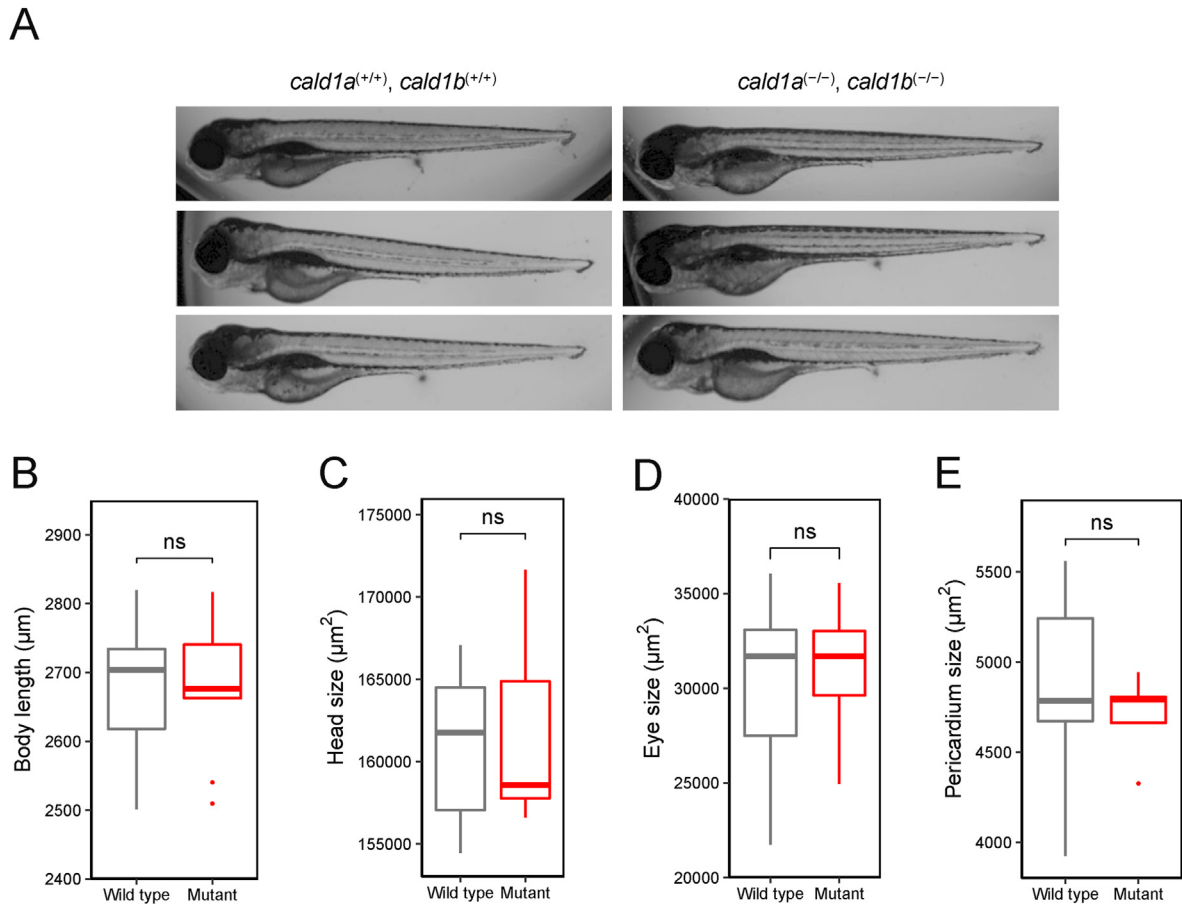 A
cald1a(+/+), cald1b(+/+)
cald1a(−/−), cald1b(−/−)
B
Body length (μm)
2900
2800
2700
2600
2500
2400
ns
Wild type
Mutant
C
Head size (μm²)
175000
170000
165000
160000
155000
ns
Wild type
Mutant
D
Eye size (μm²)
40000
35000
30000
25000
20000
ns
Wild type
Mutant
E
Pericardium size (μm²)
5500
5000
4500
4000
ns
Wild type
Mutant